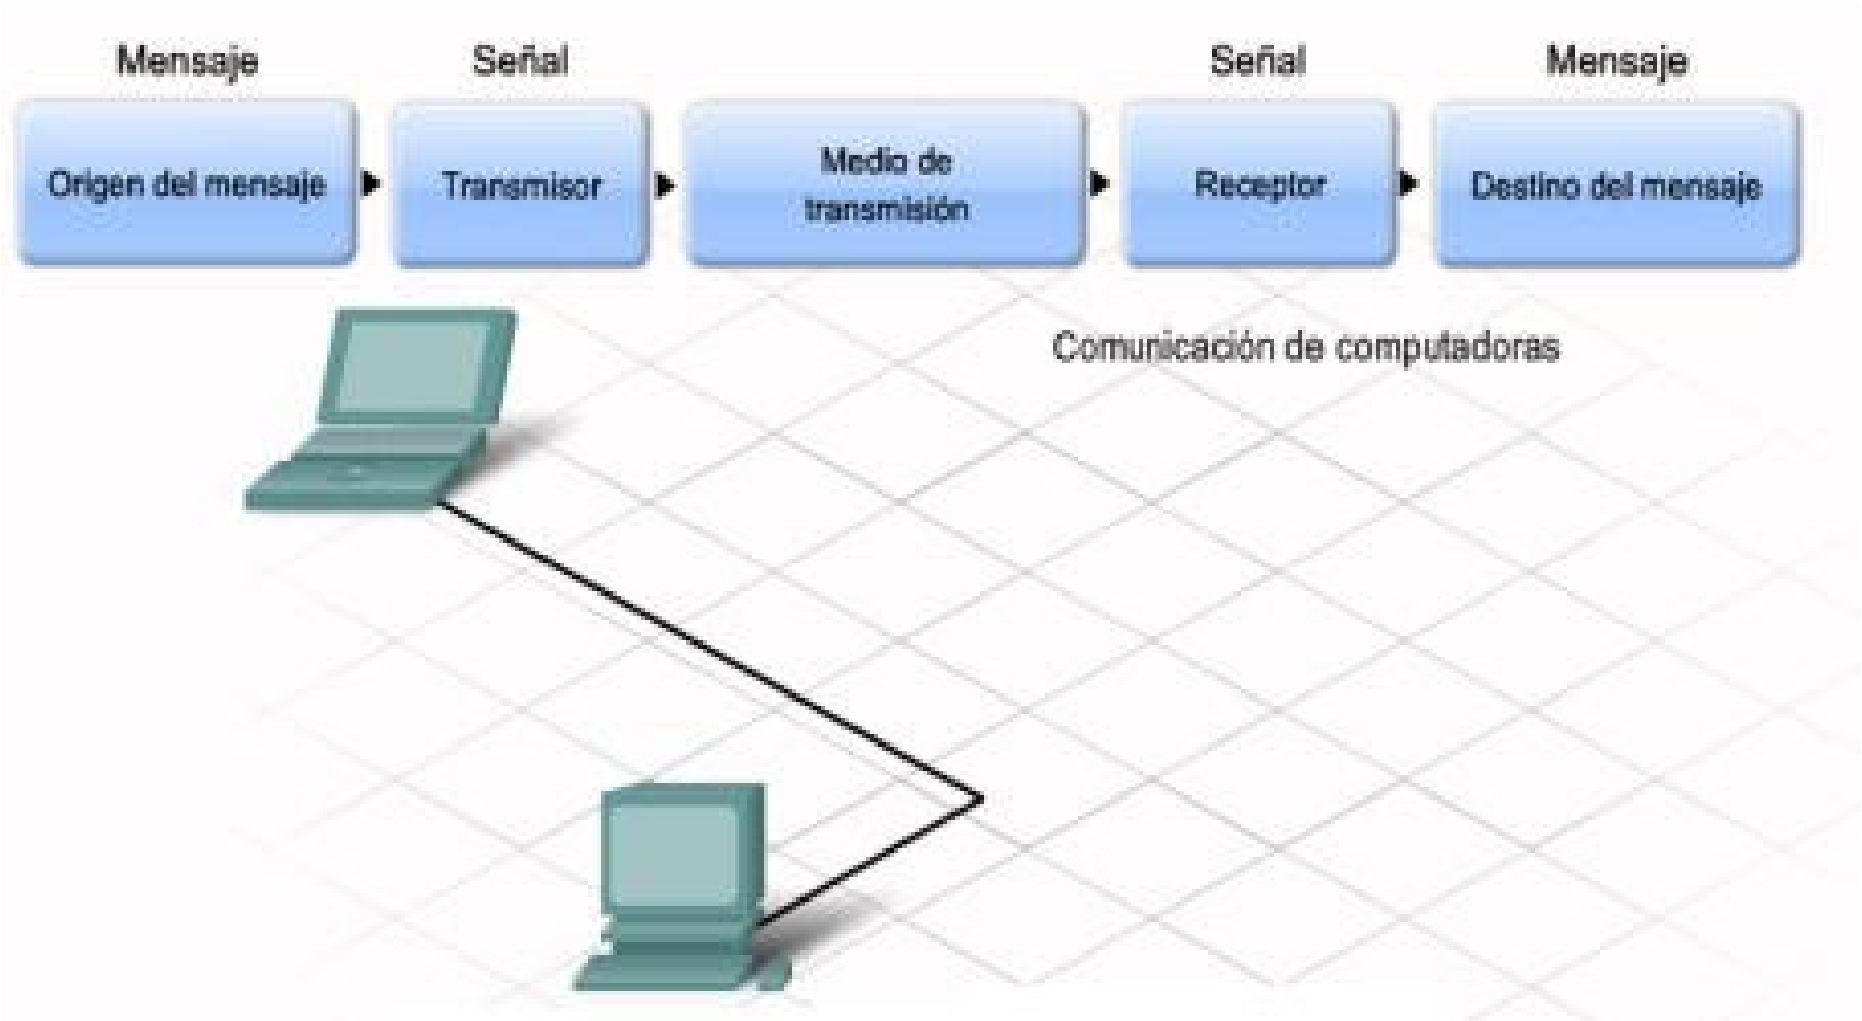 Mensaje
Señal
Señal
Mensaje
Origen del mensaje
Transmisor
Medio de
transmisión
Receptor
Destino del mensaje
Comunicación de computadoras